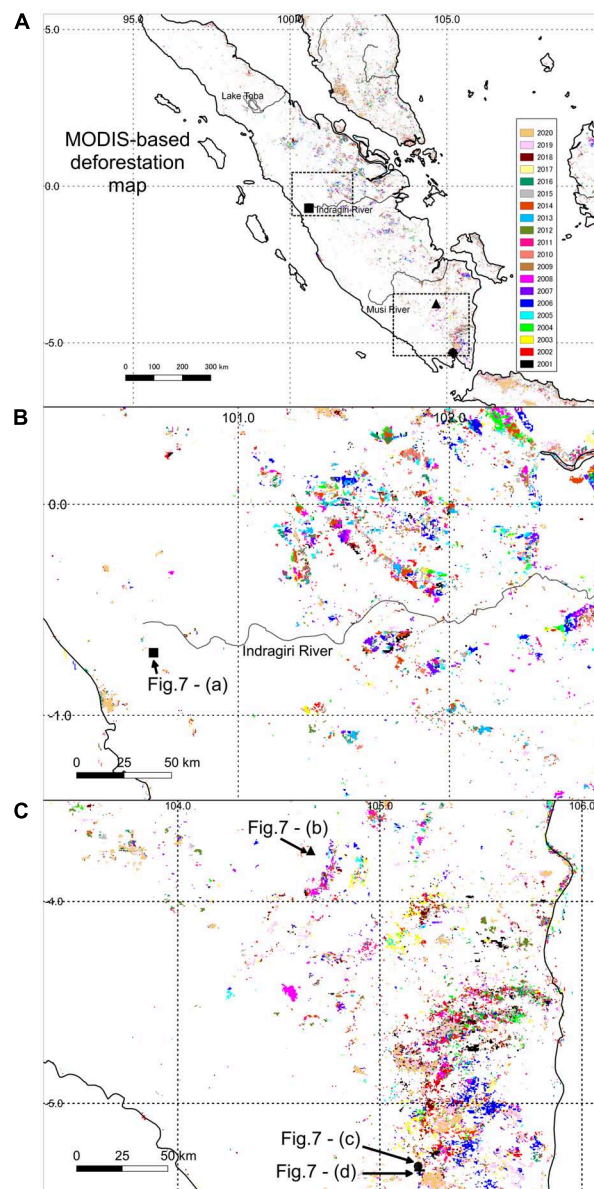 A
95.0
100.0
105.0
5.0
Lake Toba
MODIS-based
deforestation
map
0.0
Indragiri River
Musi River
-5.0
0 100 200 300 km
2020
2019
2018
2017
2016
2015
2014
2013
2012
2011
2010
2009
2008
2007
2006
2005
2004
2003
2002
2001
B
101.0
102.0
0.0
Indragiri River
Fig.7 - (a)
-1.0
0 25 50 km
C
104.0
105.0
106.0
Fig.7 - (b)
-4.0
-5.0
Fig.7 - (c)
Fig.7 - (d)
0 25 50 km